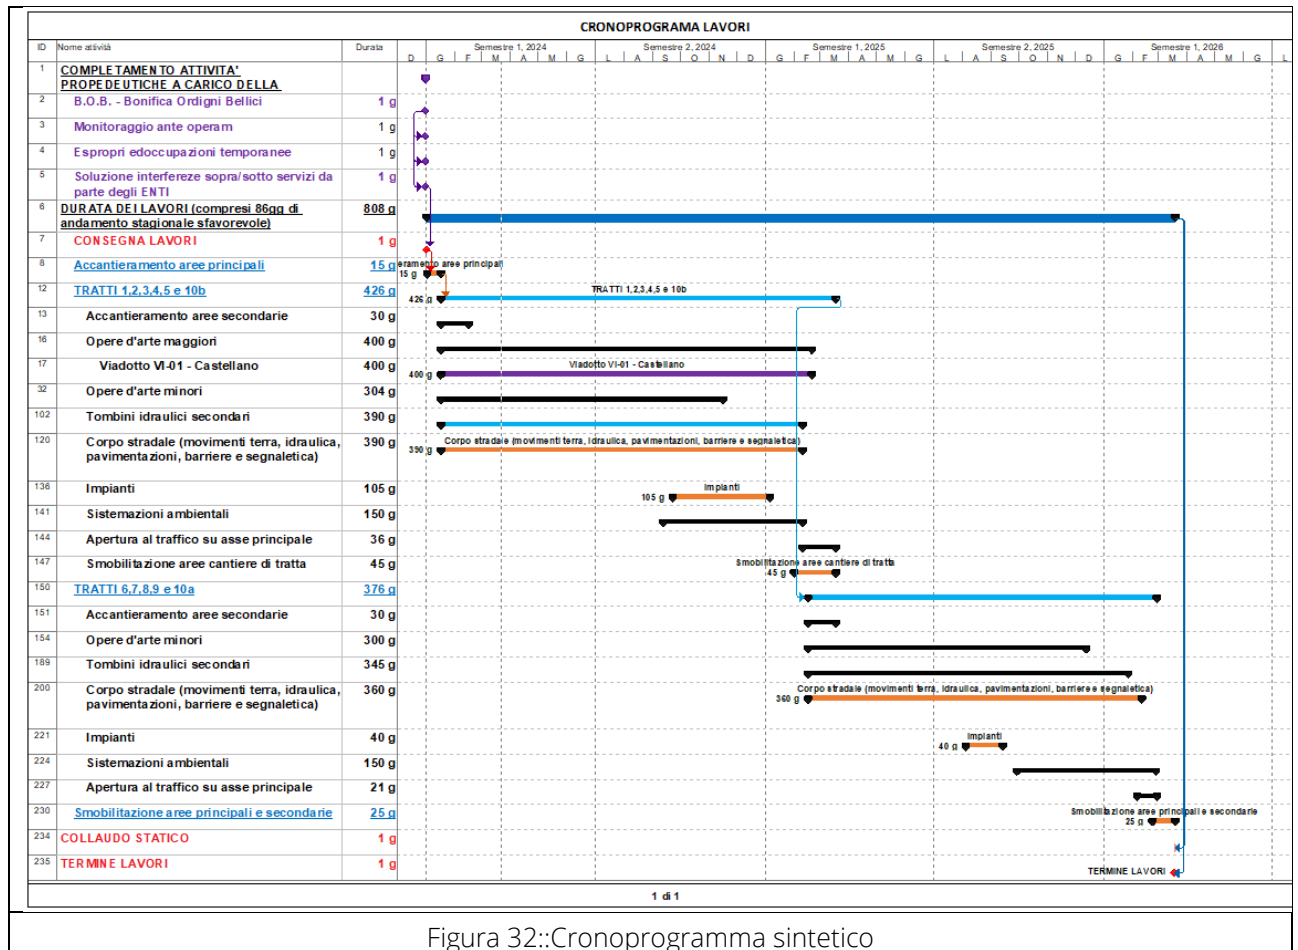 CRONOPROGRAMA LAVORI
ID Nome attività Durata Semestre 1, 2024 Semestre 2, 2024 Semestre 1, 2025 Semestre 2, 2025 Semestre 1, 2026
D G F M A M G L A S O N D G F M A M G L A S O N D G F M A M G L
1 COMPLETAMENTO ATTIVITA'
PROPEDEUTICHE A CARICO DELLA
2 B.O.B. - Bonifica Ordigni Bellici 1 g
3 Monitoraggio ante operam 1 g
4 Espropri edoccupazioni temporanee 1 g
5 Soluzione interfereze sopra/sotto servizi da 1 g
parte degli ENTI
6 DURATA DEI LAVORI (compresi 86gg di 808 g
andamento stagionale sfavorevole)
7 CONSEGNA LAVORI 1 g
8 Accantieramento aree principali 15 g eramento aree principali
15 g
12 TRATTI 1,2,3,4,5 e 10b 426 g TRATTI 1,2,3,4,5 e 10b
426 g
13 Accantieramento aree secondarie 30 g
16 Opere d'arte maggiori 400 g
17 Viadotto VI-01 - Castellano 400 g Viadotto VI-01 - Castellano
400 g
32 Opere d'arte minori 304 g
102 Tombini idraulici secondari 390 g
120 Corpo stradale (movimenti terra, idraulica, 390 g Corpo stradale (movimenti terra, idraulica, pavimentazioni, barriere e segnaletica)
pavimentazioni, barriere e segnaletica) 390 g
136 Impianti 105 g Impianti
105 g
141 Sistemazioni ambientali 150 g
144 Apertura al traffico su asse principale 36 g
147 Smobilitazione aree cantiere di tratta 45 g Smobilitazione aree cantiere di tratta
45 g
150 TRATTI 6,7,8,9 e 10a 376 g
151 Accantieramento aree secondarie 30 g
154 Opere d'arte minori 300 g
189 Tombini idraulici secondari 345 g
200 Corpo stradale (movimenti terra, idraulica, 360 g Corpo stradale (movimenti terra, idraulica, pavimentazioni, barriere e segnaletica)
pavimentazioni, barriere e segnaletica) 360 g
221 Impianti 40 g Impianti
40 g
224 Sistemazioni ambientali 150 g
227 Apertura al traffico su asse principale 21 g
230 Smobilitazione aree principali e secondarie 25 g Smobilitazione aree principali e secondarie
25 g
234 COLLAUDO STATICO 1 g
235 TERMINE LAVORI 1 g TERMINE LAVORI
1 di 1
Figura 32::Cronoprogramma sintetico